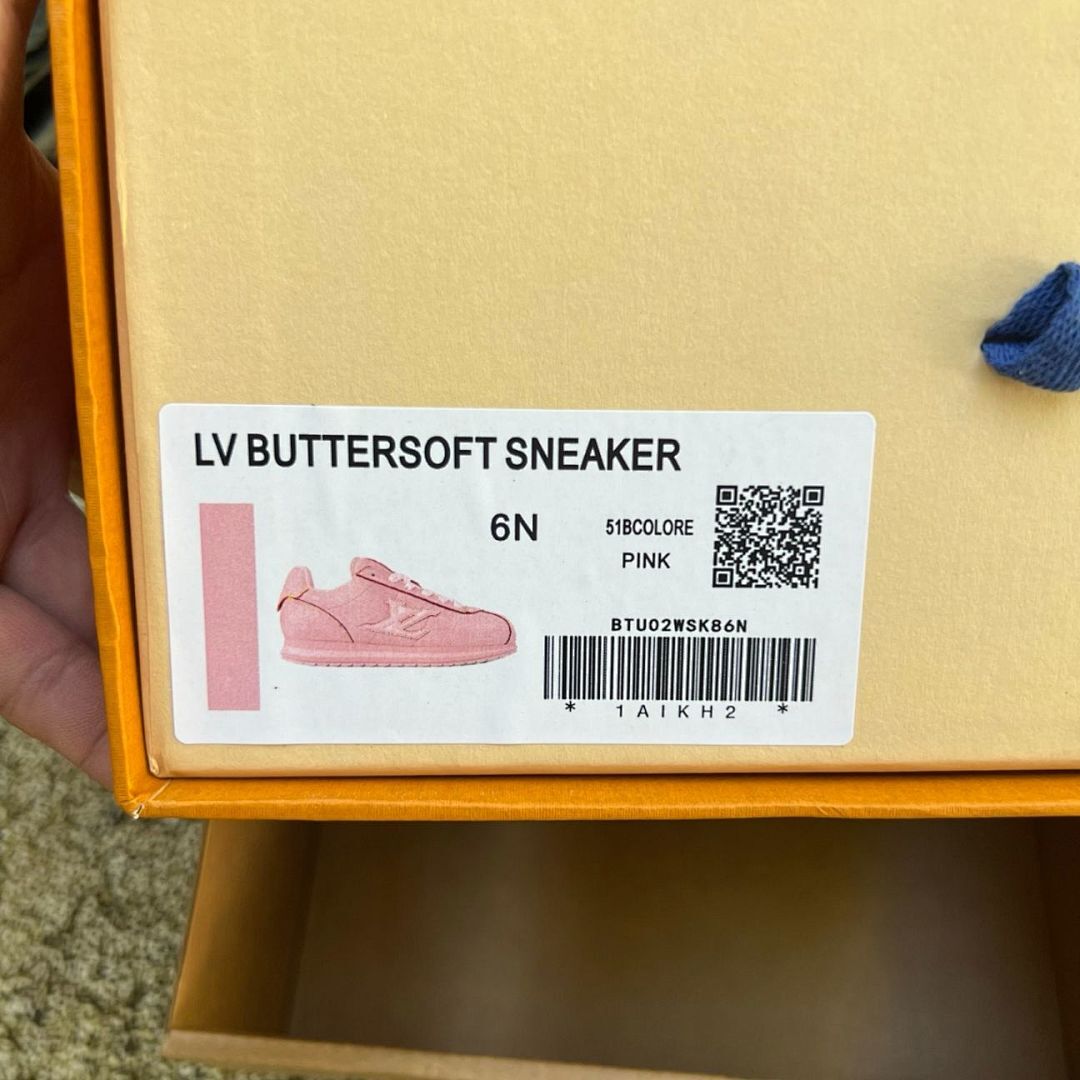 LV BUTTERSOFT SNEAKER
6N
51BCOLORE
PINK
BTU02WSK86N
* 1AIKH2 *